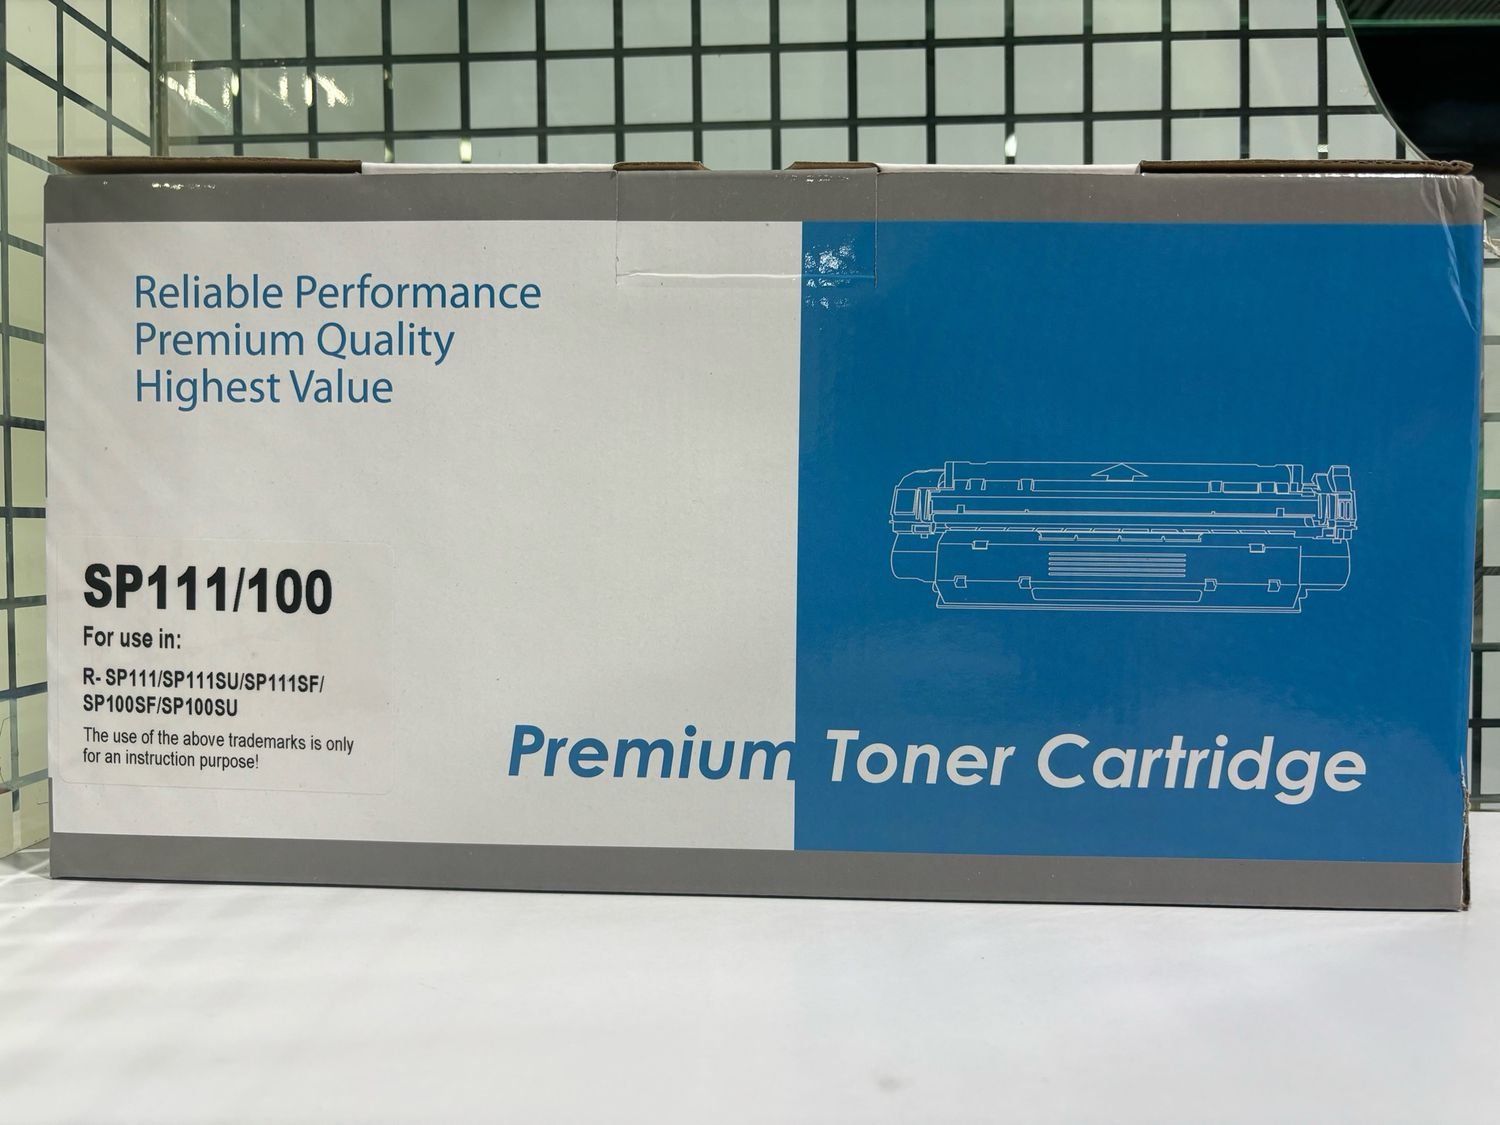 Reliable Performance
Premium Quality
Highest Value
SP111/100
For use in:
R- SP111/SP111SU/SP111SF/
SP100SF/SP100SU
The use of the above trademarks is only
for an instruction purpose!
Premium Toner Cartridge